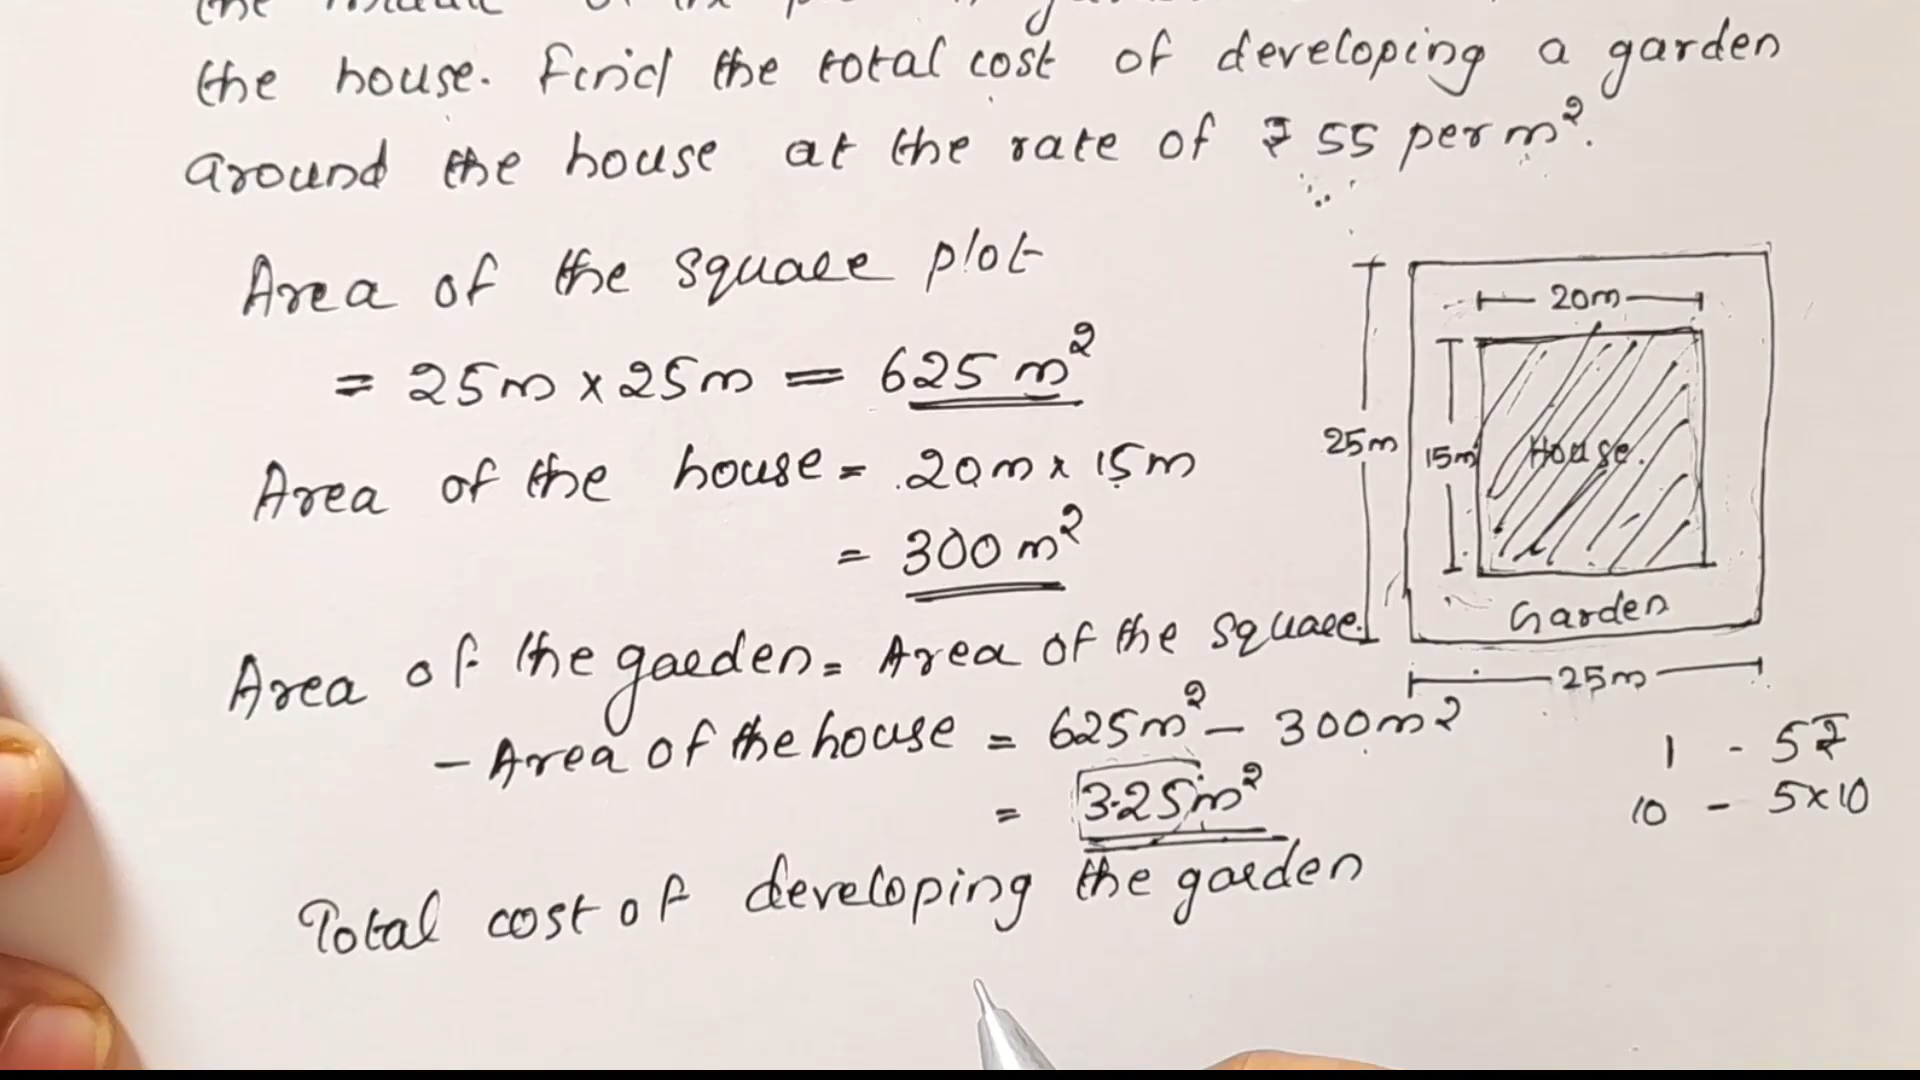 the house. Find the total cost of developing a garden
around the house at the rate of ₹ 55 per m².
Area of the square plot
= 25m × 25m = 625 m²
Area of the house = 20m × 15m
= 300 m²
Area of the garden = Area of the square
- Area of the house = 625m² - 300m²
= 325m²
Total cost of developing the garden
20m
25m
15m
House
Garden
25m
1 - 5₹
10 - 5×10